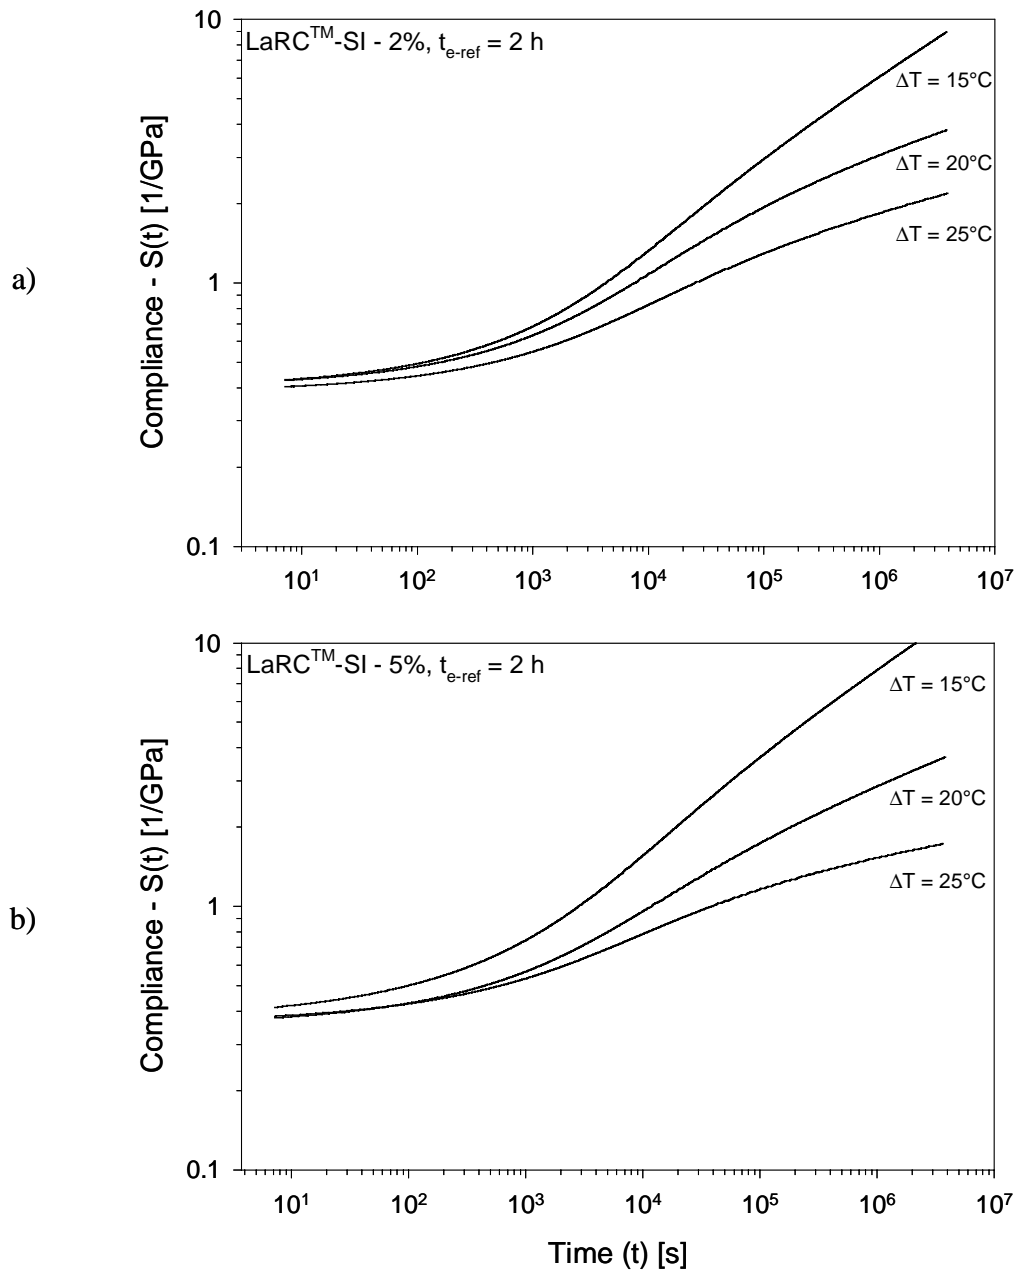 LaRC™-SI - 2%, tₑ₋ᵣₑf = 2 h
10
ΔT = 15°C
ΔT = 20°C
ΔT = 25°C
1
0.1
Compliance - S(t) [1/GPa]
a)
10¹ 10² 10³ 10⁴ 10⁵ 10⁶ 10⁷
LaRC™-SI - 5%, tₑ₋ᵣₑf = 2 h
10
ΔT = 15°C
ΔT = 20°C
ΔT = 25°C
1
0.1
Compliance - S(t) [1/GPa]
b)
10¹ 10² 10³ 10⁴ 10⁵ 10⁶ 10⁷
Time (t) [s]